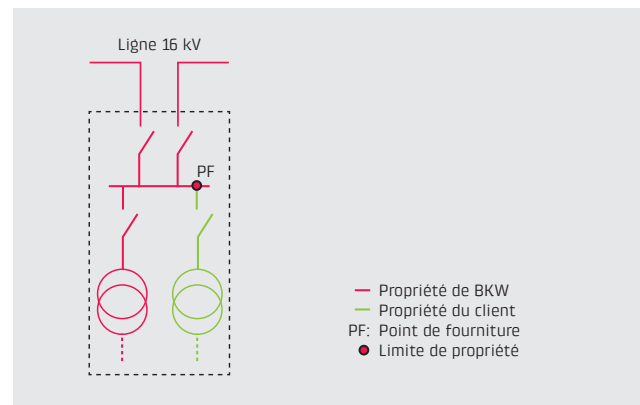 Ligne 16 kV
PF
Propriété de BKW
Propriété du client
PF: Point de fourniture
Limite de propriété